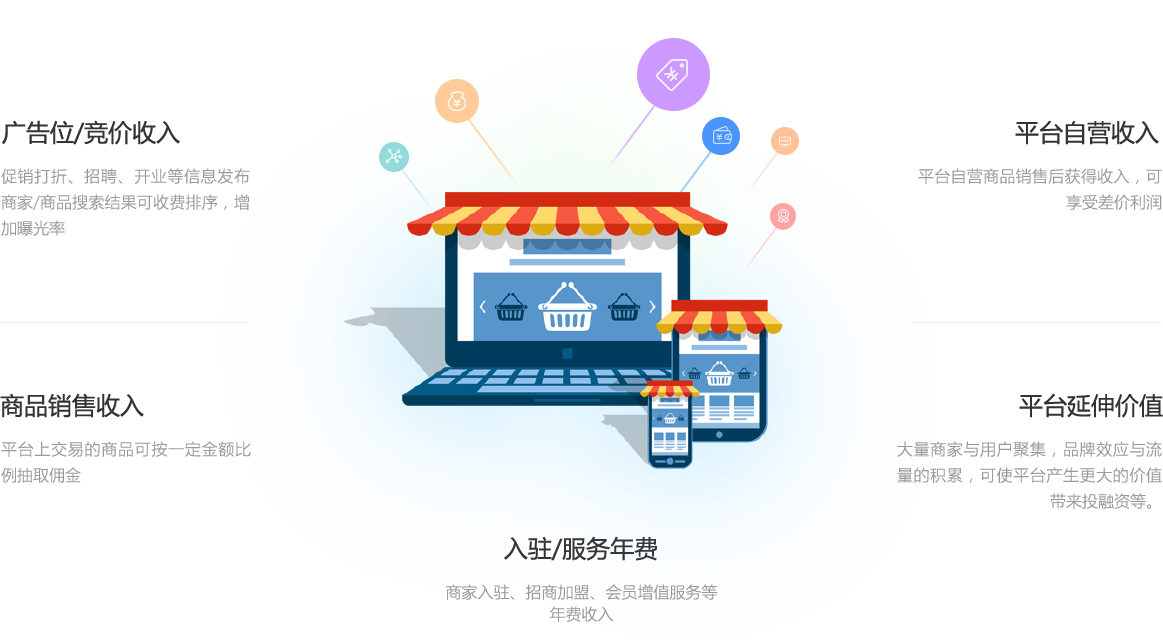 广告位/竞价收入
促销打折、招聘、开业等信息发布
商家/商品搜索结果可收费排序，增
加曝光率
平台自营收入
平台自营商品销售后获得收入，可
享受差价利润
商品销售收入
平台上交易的商品可按一定金额比
例抽取佣金
平台延伸价值
大量商家与用户聚集，品牌效应与流
量的积累，可使平台产生更大的价值
带来投融资等。
入驻/服务年费
商家入驻、招商加盟、会员增值服务等
年费收入